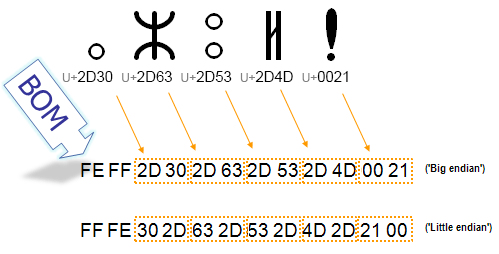 ⴰⵣⵓⵍ!
U+2D30 U+2D63 U+2D53 U+2D4D U+0021
BOM
FE FF 2D 30 2D 63 2D 53 2D 4D 00 21 ('Big endian')
FF FE 30 2D 63 2D 53 2D 4D 2D 21 00 ('Little endian')